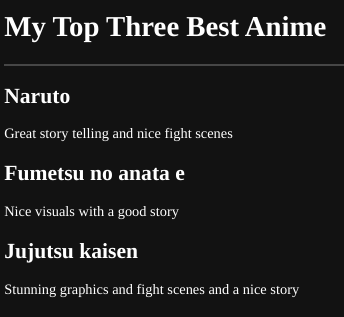 My Top Three Best Anime
Naruto
Great story telling and nice fight scenes
Fumetsu no anata e
Nice visuals with a good story
Jujutsu kaisen
Stunning graphics and fight scenes and a nice story